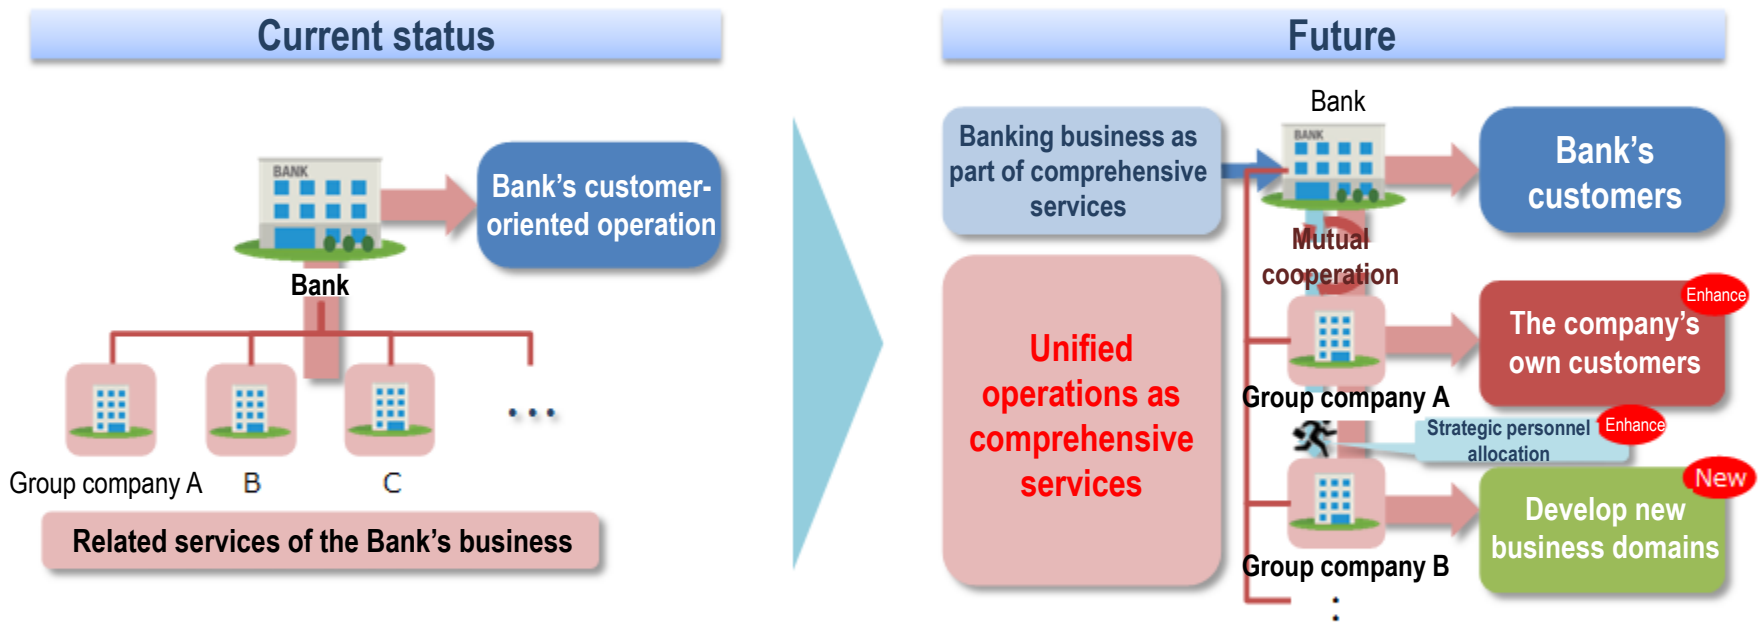 Current status
BANK
Bank's customer-
oriented operation
Bank
Group company A
B
C
Related services of the Bank's business
Future
Banking business as
part of comprehensive
services
Bank
BANK
Bank's
customers
Mutual
cooperation
Unified
operations as
comprehensive
services
Enhance
The company's
own customers
Group company A
Strategic personnel
allocation
Enhance
New
Develop new
business domains
Group company B